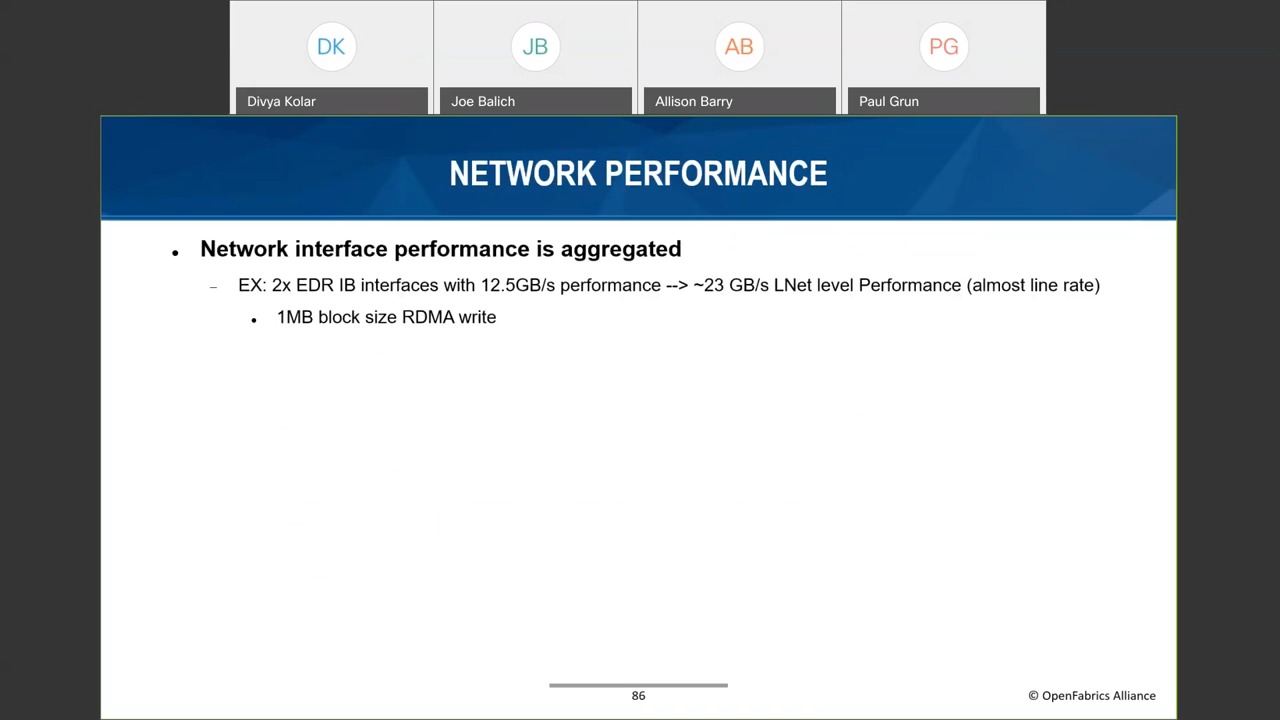 DK JB AB PG
Divya Kolar Joe Balich Allison Barry Paul Grun
NETWORK PERFORMANCE
• Network interface performance is aggregated
– EX: 2x EDR IB interfaces with 12.5GB/s performance --> ~23 GB/s LNet level Performance (almost line rate)
• 1MB block size RDMA write
86
© OpenFabrics Alliance